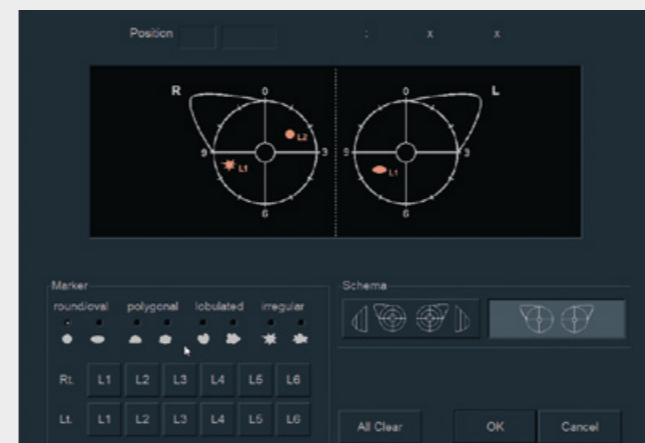 Position : x x
R L
0 0
L2
9 3 9 3
L1 L1
6 6
Marker Schema
round/oval polygonal lobulated irregular
Rt. L1 L2 L3 L4 L5 L6
Lt. L1 L2 L3 L4 L5 L6
All Clear OK Cancel